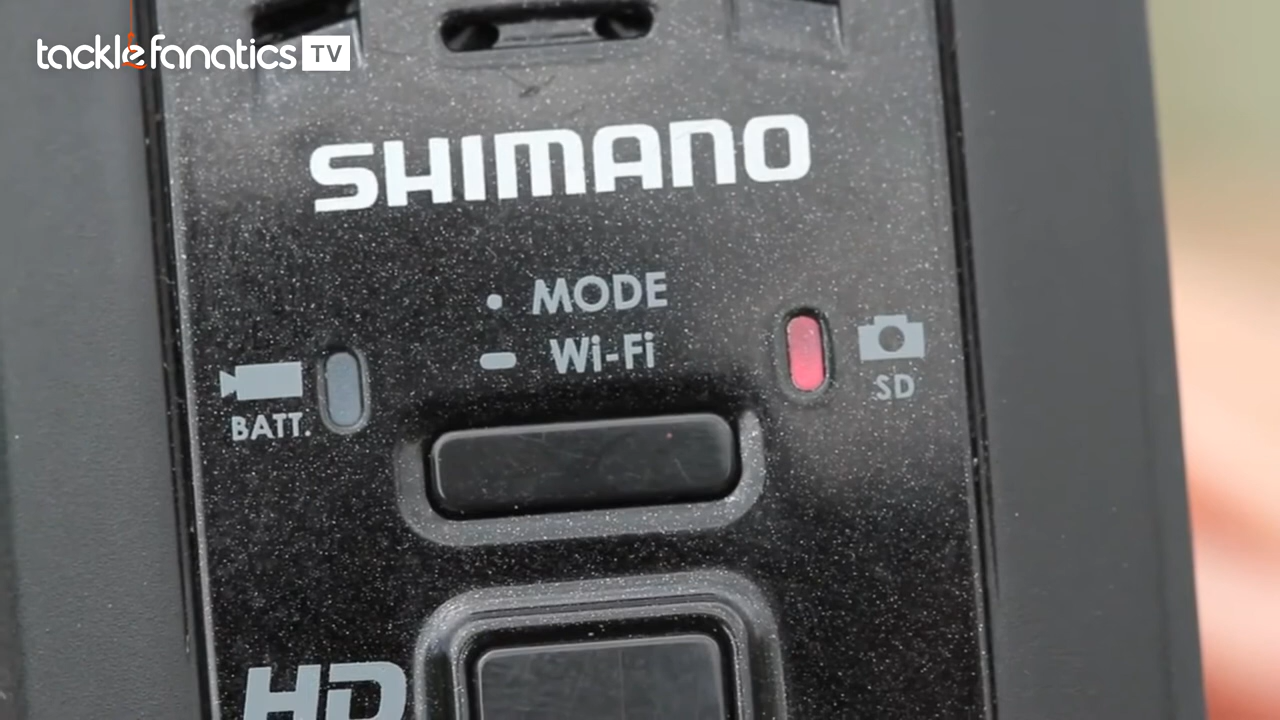 tacklefanatics TV
SHIMANO
MODE
Wi-Fi
BATT.
SD
HD